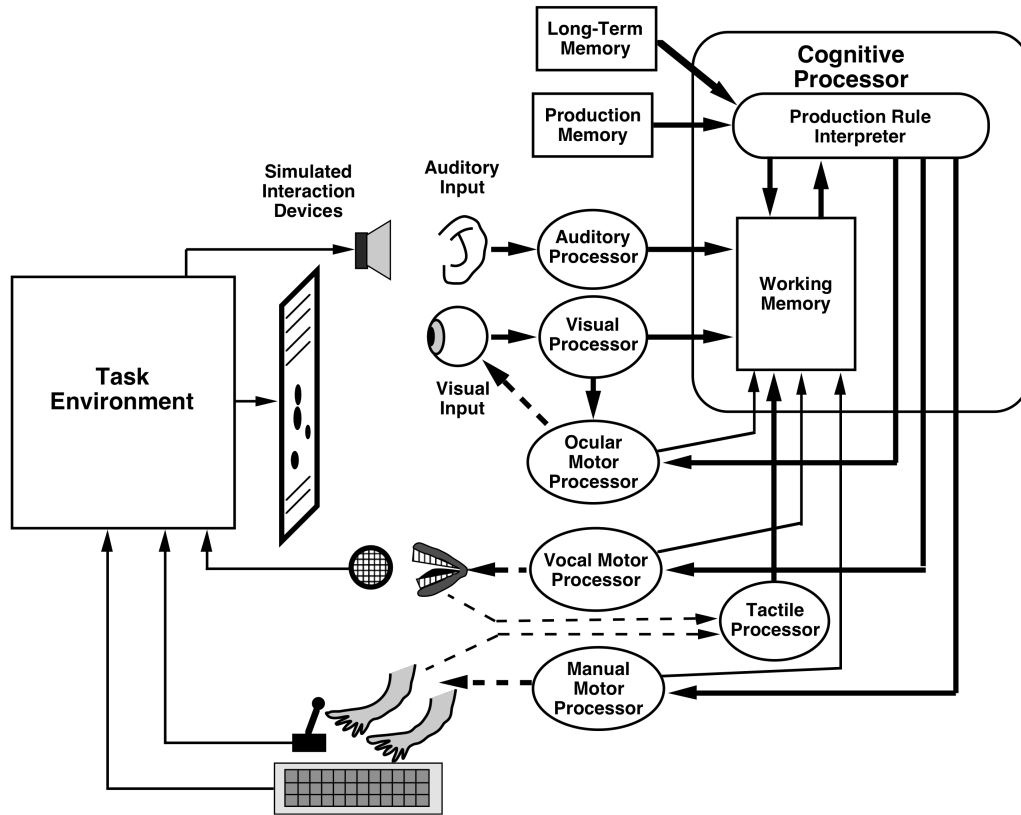 Long-Term
Memory
Cognitive
Processor
Production
Memory
Production Rule
Interpreter
Simulated
Interaction
Devices
Auditory
Input
Auditory
Processor
Working
Memory
Visual
Processor
Task
Environment
Visual
Input
Ocular
Motor
Processor
Vocal Motor
Processor
Tactile
Processor
Manual
Motor
Processor